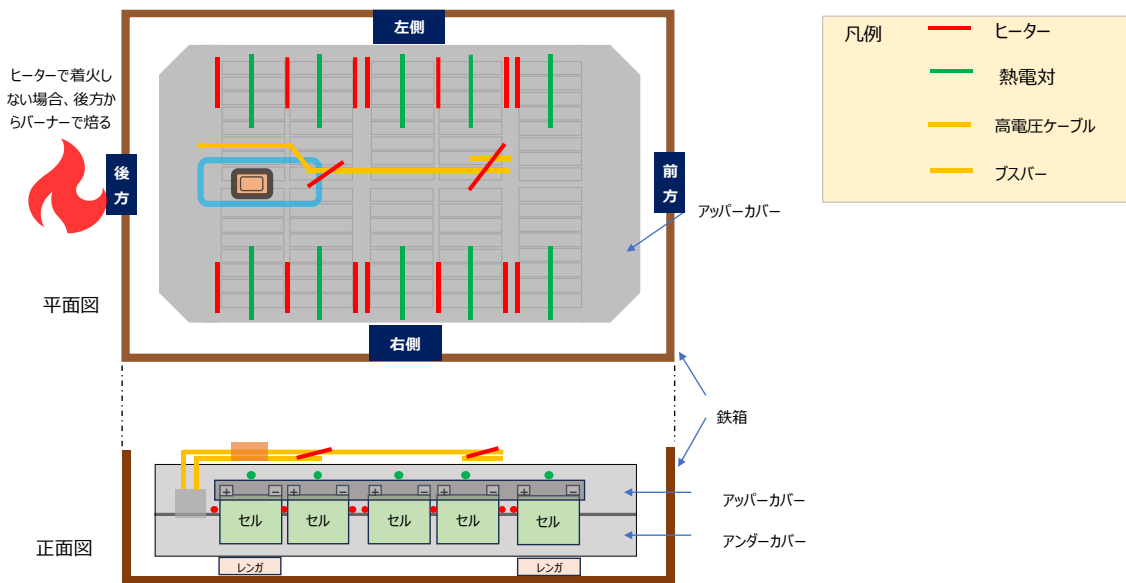 左側
凡例
ヒーター
熱電対
高電圧ケーブル
ブスバー
ヒーターで着火し
ない場合、後方か
らバーナーで焙る
後
方
前
方
アッパーカバー
平面図
右側
鉄箱
+
−
+
−
+
−
+
−
+
−
セル
セル
セル
セル
セル
アッパーカバー
アンダーカバー
正面図
レンガ
レンガ